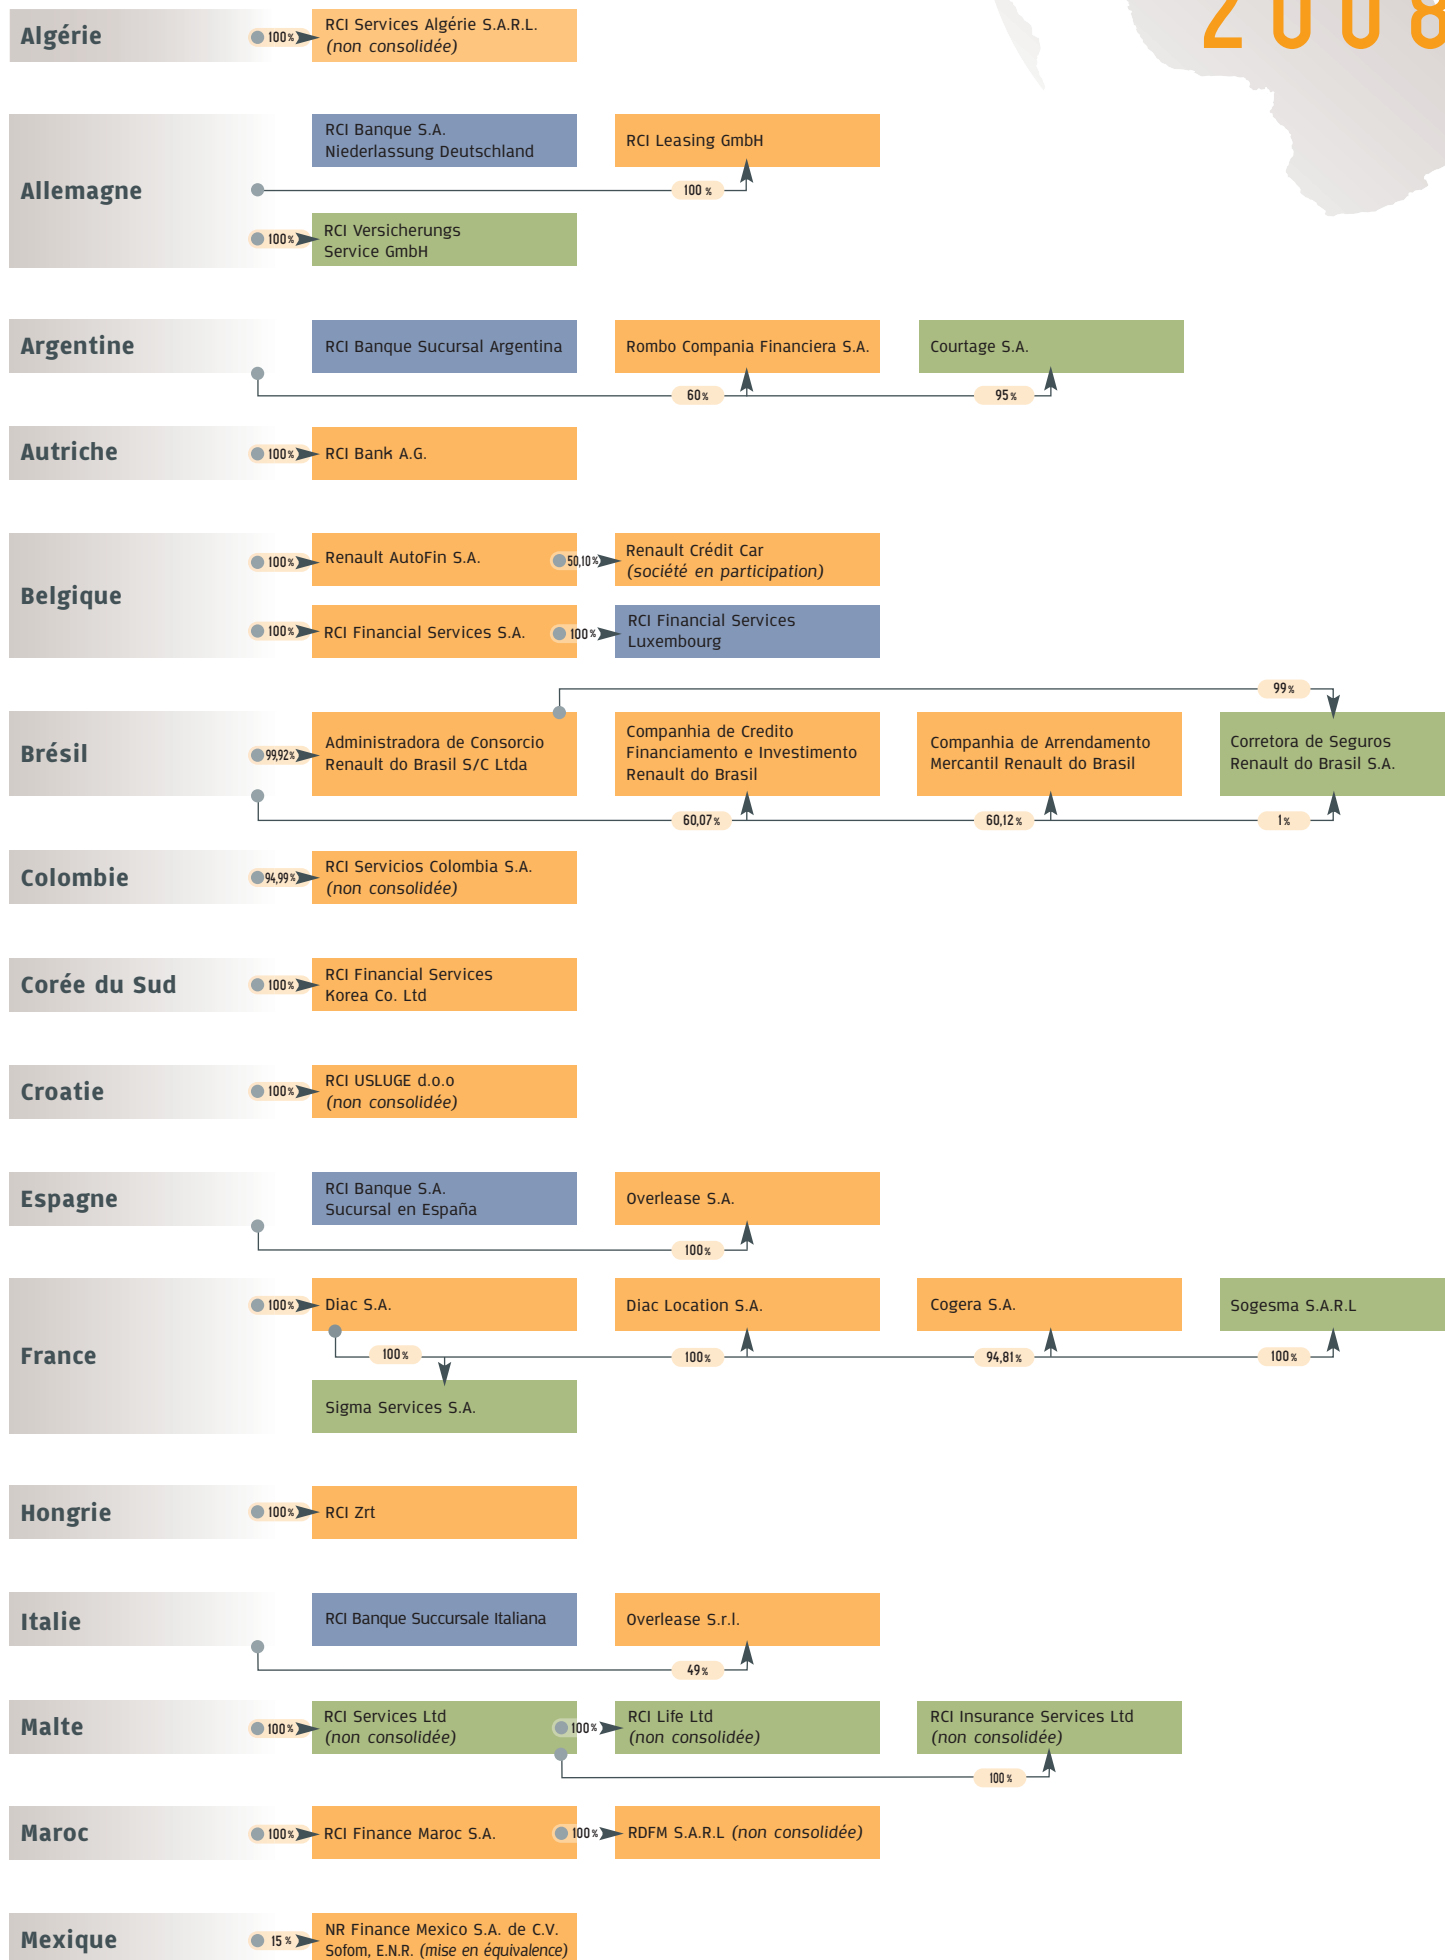 2008
Algérie
100%
RCI Services Algérie S.A.R.L.
(non consolidée)
Allemagne
RCI Banque S.A.
Niederlassung Deutschland
RCI Leasing GmbH
100 %
100%
RCI Versicherungs
Service GmbH
Argentine
RCI Banque Sucursal Argentina
Rombo Compania Financiera S.A.
Courtage S.A.
60%
95%
Autriche
100%
RCI Bank A.G.
Belgique
100%
Renault AutoFin S.A.
50,10%
Renault Crédit Car
(société en participation)
100%
RCI Financial Services S.A.
100%
RCI Financial Services
Luxembourg
99%
Brésil
99,92%
Administradora de Consorcio
Renault do Brasil S/C Ltda
Companhia de Credito
Financiamento e Investimento
Renault do Brasil
Companhia de Arrendamento
Mercantil Renault do Brasil
Corretora de Seguros
Renault do Brasil S.A.
60,07%
60,12%
1%
Colombie
94,99%
RCI Servicios Colombia S.A.
(non consolidée)
Corée du Sud
100%
RCI Financial Services
Korea Co. Ltd
Croatie
100%
RCI USLUGE d.o.o
(non consolidée)
Espagne
RCI Banque S.A.
Sucursal en España
Overlease S.A.
100%
France
100%
Diac S.A.
Diac Location S.A.
Cogera S.A.
Sogesma S.A.R.L
100%
100%
94,81%
100%
Sigma Services S.A.
Hongrie
100%
RCI Zrt
Italie
RCI Banque Succursale Italiana
Overlease S.r.l.
49%
Malte
100%
RCI Services Ltd
(non consolidée)
100%
RCI Life Ltd
(non consolidée)
RCI Insurance Services Ltd
(non consolidée)
100%
Maroc
100%
RCI Finance Maroc S.A.
100%
RDFM S.A.R.L (non consolidée)
Mexique
15 %
NR Finance Mexico S.A. de C.V.
Sofom, E.N.R. (mise en équivalence)